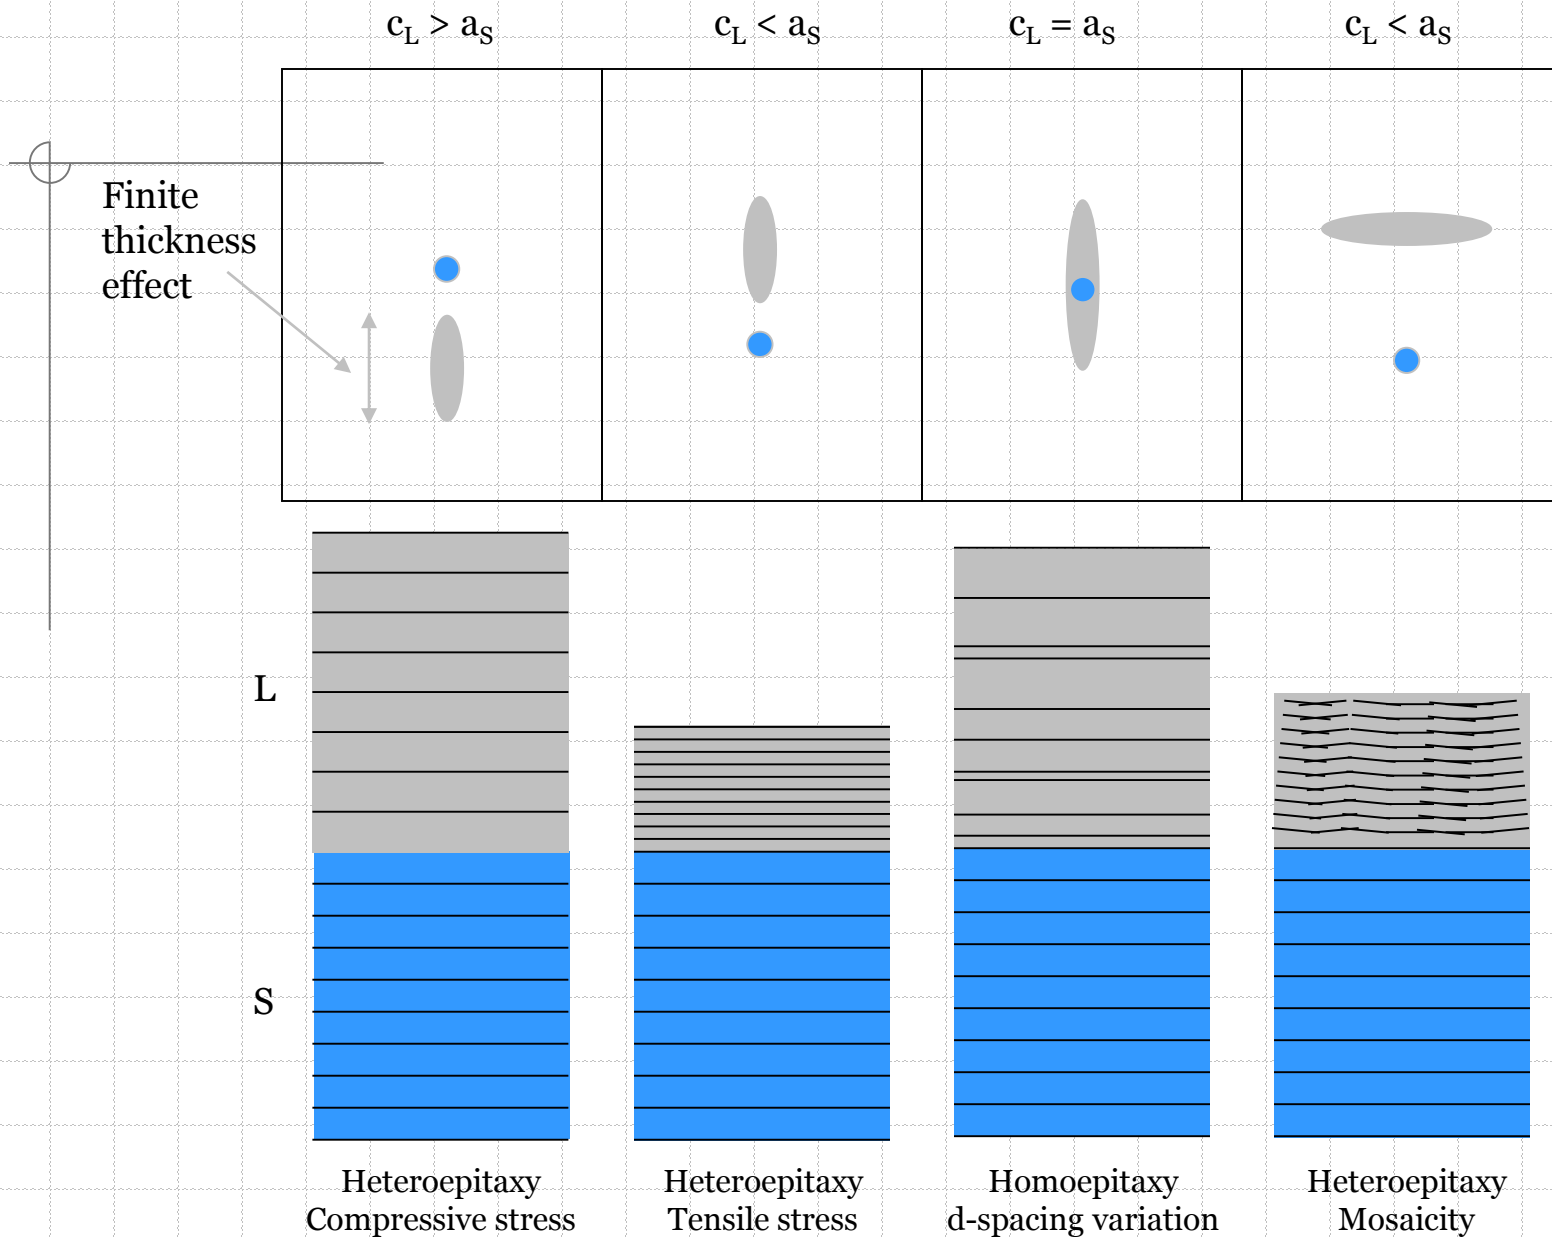 c_L > a_S
c_L < a_S
c_L = a_S
c_L < a_S
Finite
thickness
effect
L
S
Heteroepitaxy
Compressive stress
Heteroepitaxy
Tensile stress
Homoepitaxy
d-spacing variation
Heteroepitaxy
Mosaicity